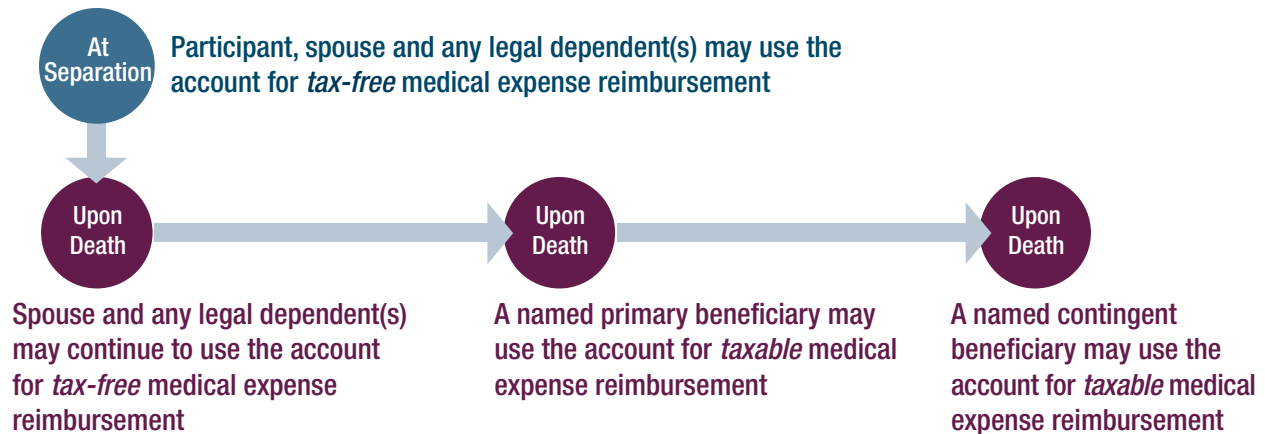 At
Separation
Participant, spouse and any legal dependent(s) may use the
account for tax-free medical expense reimbursement
Upon
Death
Spouse and any legal dependent(s)
may continue to use the account
for tax-free medical expense
reimbursement
Upon
Death
A named primary beneficiary may
use the account for taxable medical
expense reimbursement
Upon
Death
A named contingent
beneficiary may use the
account for taxable medical
expense reimbursement